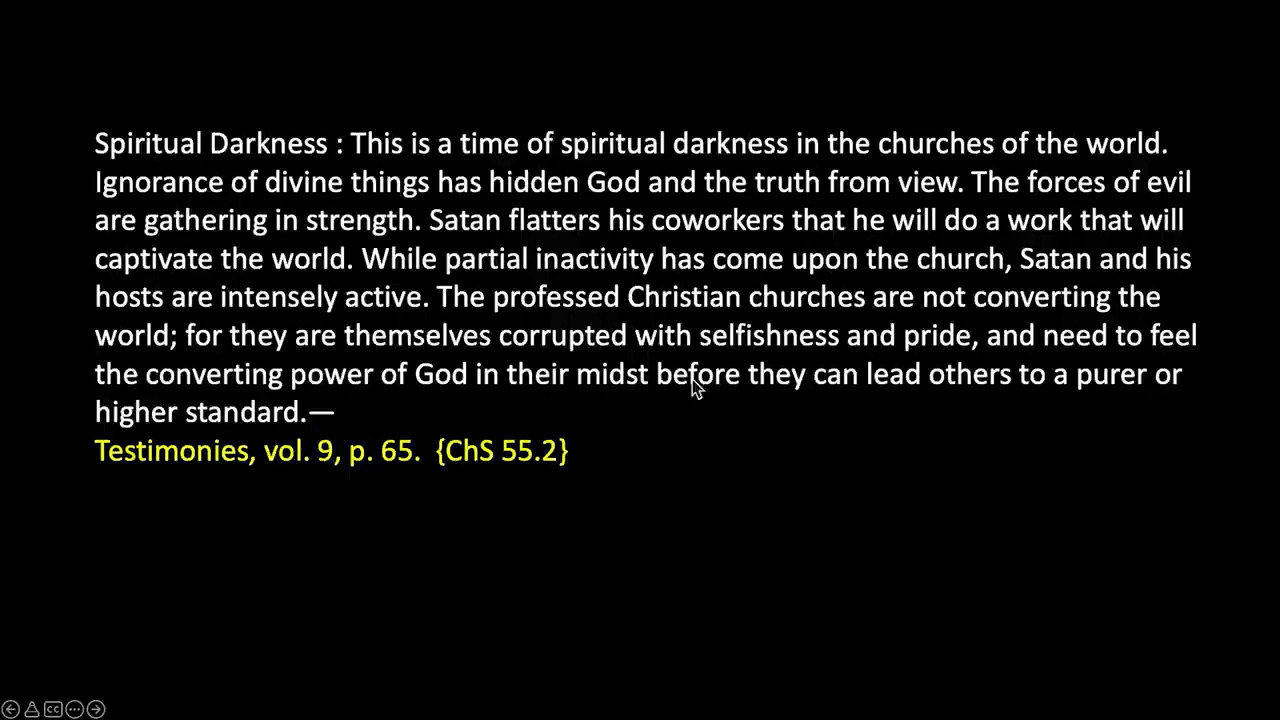 Spiritual Darkness : This is a time of spiritual darkness in the churches of the world.
Ignorance of divine things has hidden God and the truth from view. The forces of evil
are gathering in strength. Satan flatters his coworkers that he will do a work that will
captivate the world. While partial inactivity has come upon the church, Satan and his
hosts are intensely active. The professed Christian churches are not converting the
world; for they are themselves corrupted with selfishness and pride, and need to feel
the converting power of God in their midst before they can lead others to a purer or
higher standard.—
Testimonies, vol. 9, p. 65.  {ChS 55.2}
CC